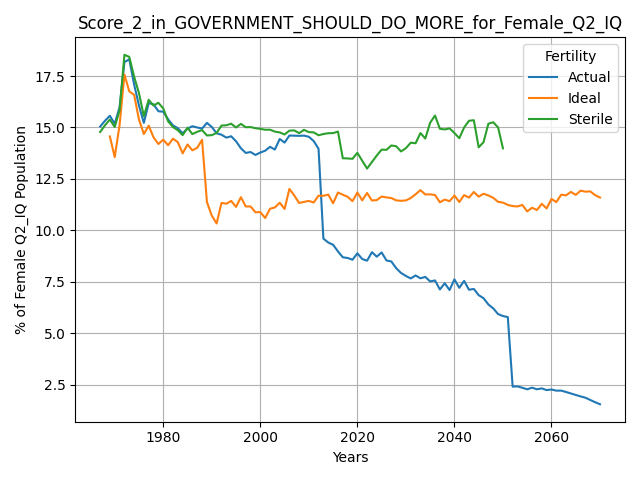 Score_2_in_GOVERNMENT_SHOULD_DO_MORE_for_Female_Q2_IQ
Fertility
Actual
Ideal
Sterile
% of Female Q2_IQ Population
17.5
15.0
12.5
10.0
7.5
5.0
2.5
1980
2000
2020
2040
2060
Years